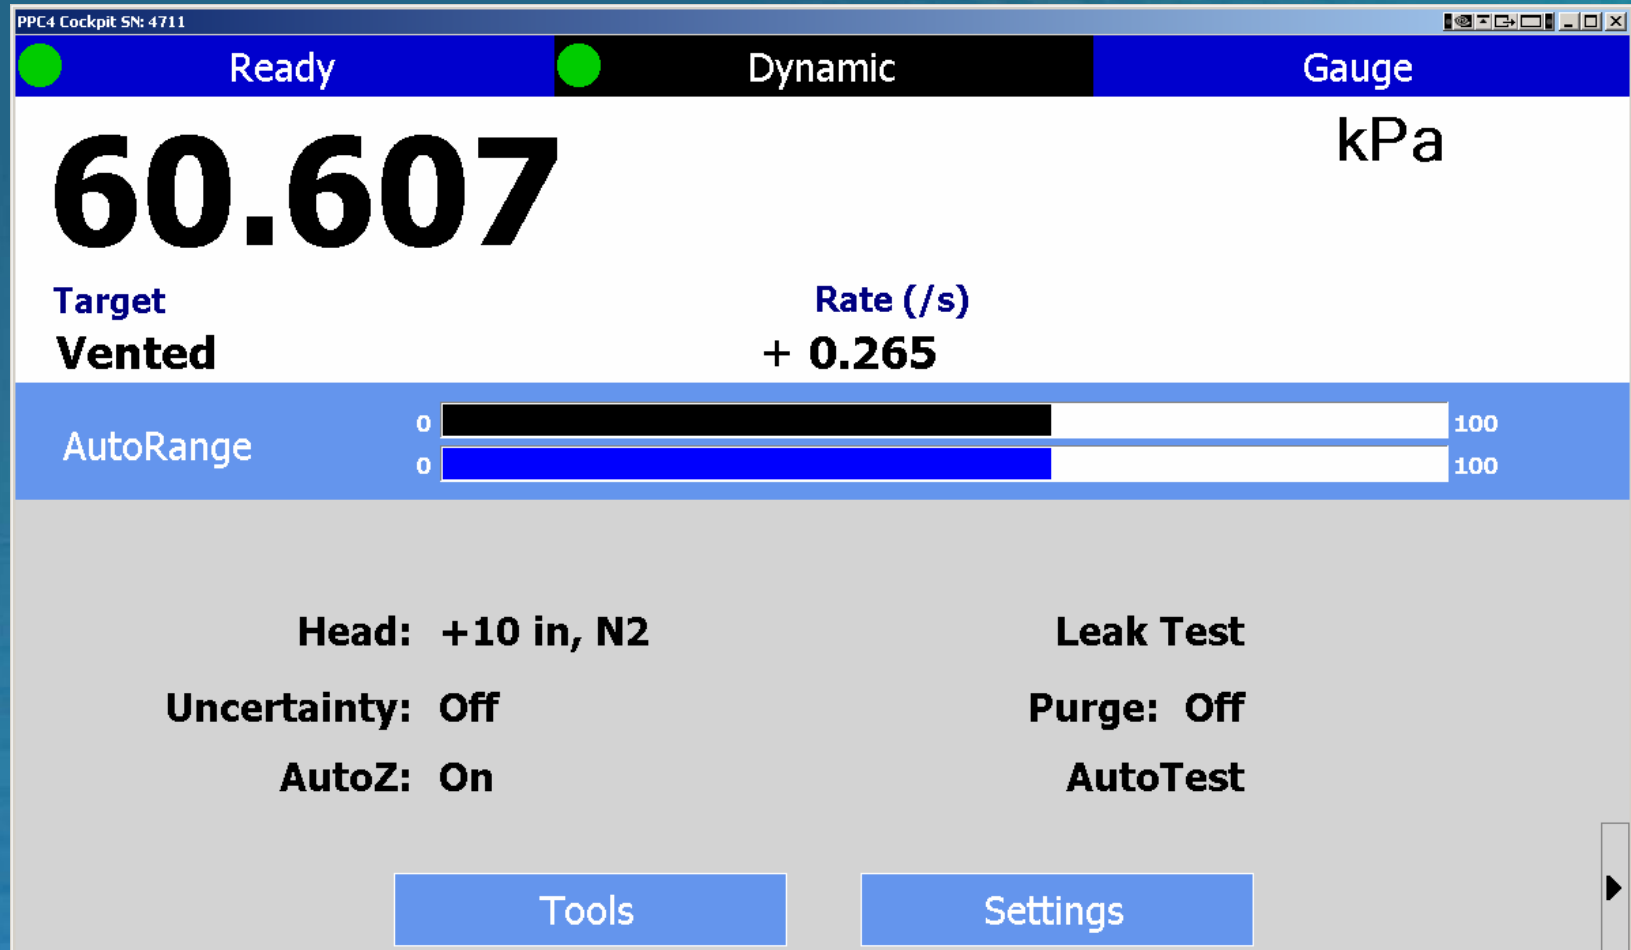 PPC4 Cockpit SN: 4711
Ready Dynamic Gauge
60.607 kPa
Target Rate (/s)
Vented + 0.265
AutoRange 0 100
0 100
Head: +10 in, N2 Leak Test
Uncertainty: Off Purge: Off
AutoZ: On AutoTest
Tools Settings